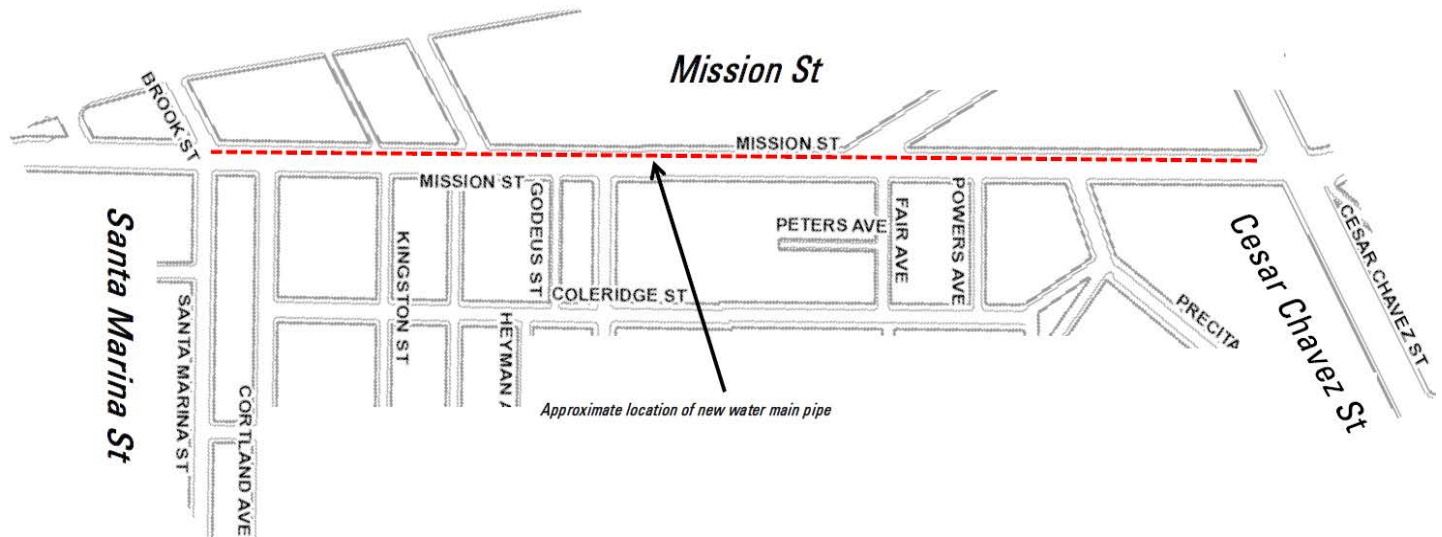 Mission St
BROOK ST
MISSION ST
MISSION ST
Santa Marina St
SANTA MARINA ST
CORTLAND AVE
KINGSTON ST
GODEUS ST
HEYMAN A
COLERIDGE ST
PETERS AVE
FAIR AVE
POWERS AVE
PRECITA
Cesar Chavez St
CESAR CHAVEZ ST
Approximate location of new water main pipe